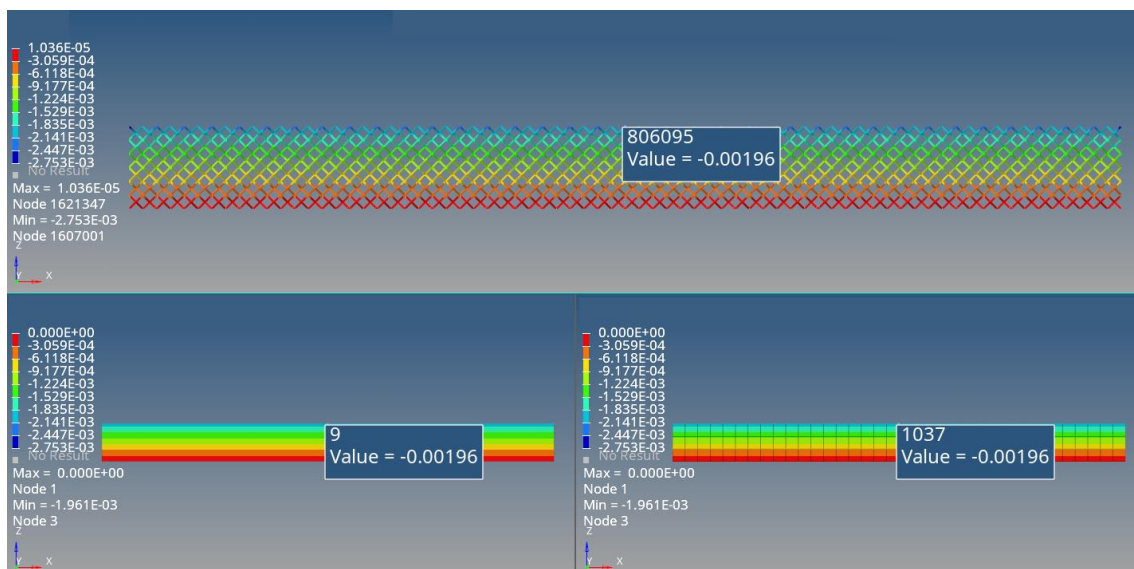 1.036E-05
-3.059E-04
-6.118E-04
-9.177E-04
-1.224E-03
-1.529E-03
-1.835E-03
-2.141E-03
-2.447E-03
-2.753E-03
No Result
Max = 1.036E-05
Node 1621347
Min = -2.753E-03
Node 1607001
Z
Y X
806095
Value = -0.00196
0.000E+00
-3.059E-04
-6.118E-04
-9.177E-04
-1.224E-03
-1.529E-03
-1.835E-03
-2.141E-03
-2.447E-03
-2.753E-03
No Result
Max = 0.000E+00
Node 1
Min = -1.961E-03
Node 3
Z
Y X
9
Value = -0.00196
0.000E+00
-3.059E-04
-6.118E-04
-9.177E-04
-1.224E-03
-1.529E-03
-1.835E-03
-2.141E-03
-2.447E-03
-2.753E-03
No Result
Max = 0.000E+00
Node 1
Min = -1.961E-03
Node 3
Z
Y X
1037
Value = -0.00196